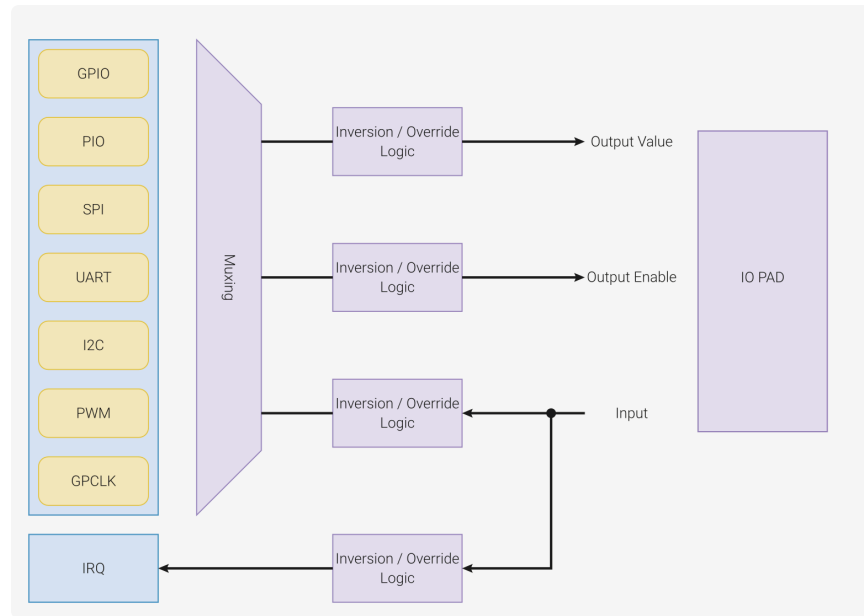 GPIO
PIO
SPI
UART
I2C
PWM
GPCLK
IRQ
Muxing
Inversion / Override
Logic
Output Value
Inversion / Override
Logic
Output Enable
Inversion / Override
Logic
Input
Inversion / Override
Logic
IO PAD